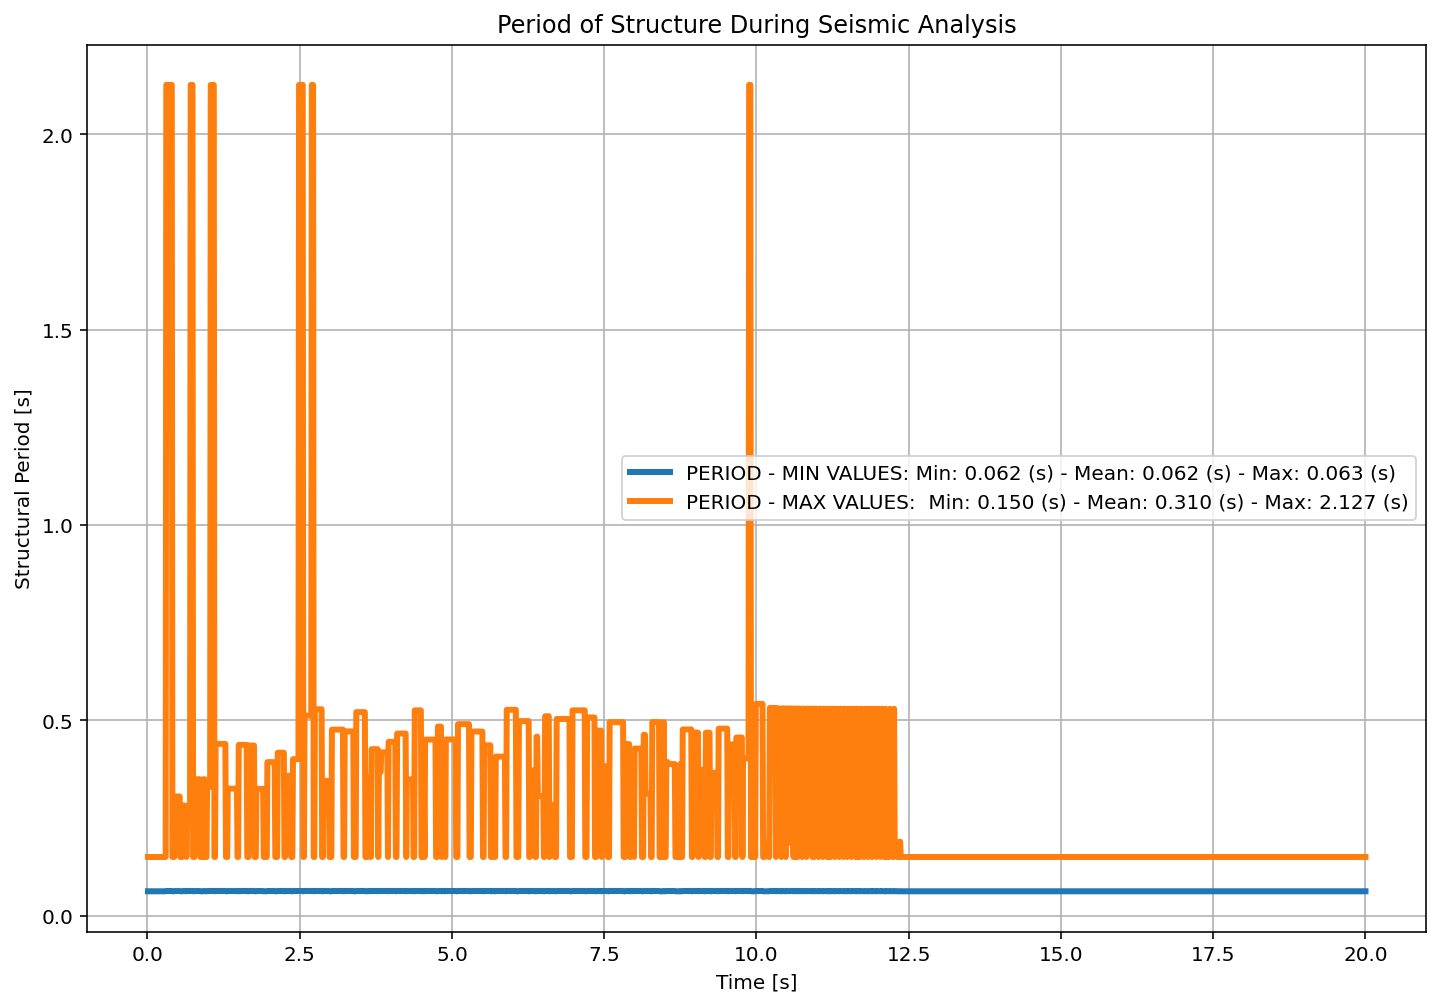 Period of Structure During Seismic Analysis
Structural Period [s]
2.0
1.5
1.0
0.5
0.0
PERIOD - MIN VALUES: Min: 0.062 (s) - Mean: 0.062 (s) - Max: 0.063 (s)
PERIOD - MAX VALUES:  Min: 0.150 (s) - Mean: 0.310 (s) - Max: 2.127 (s)
0.0 2.5 5.0 7.5 10.0 12.5 15.0 17.5 20.0
Time [s]